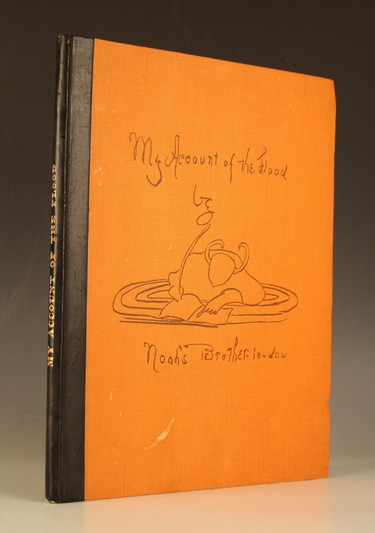 MY ACCOUNT OF THE FLOOD
My Account of the Flood
by
Noah's Brother-in-Law